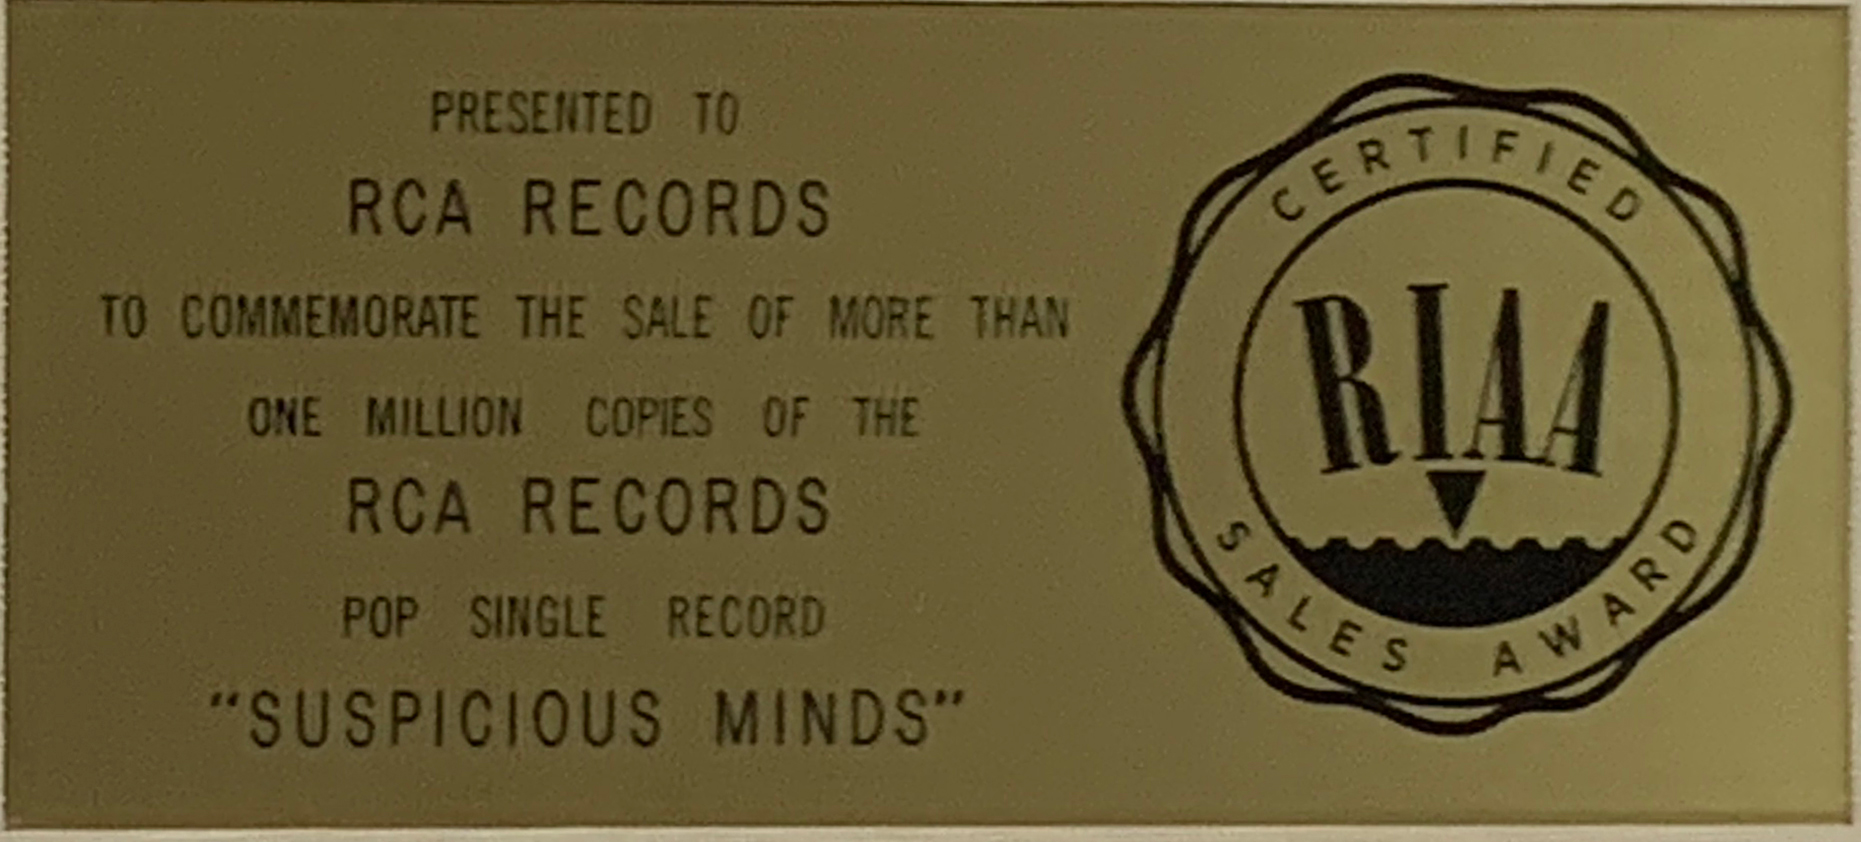 PRESENTED TO
RCA RECORDS
TO COMMEMORATE THE SALE OF MORE THAN
ONE MILLION COPIES OF THE
RCA RECORDS
POP SINGLE RECORD
“SUSPICIOUS MINDS”
CERTIFIED
RIAA
SALES AWARD